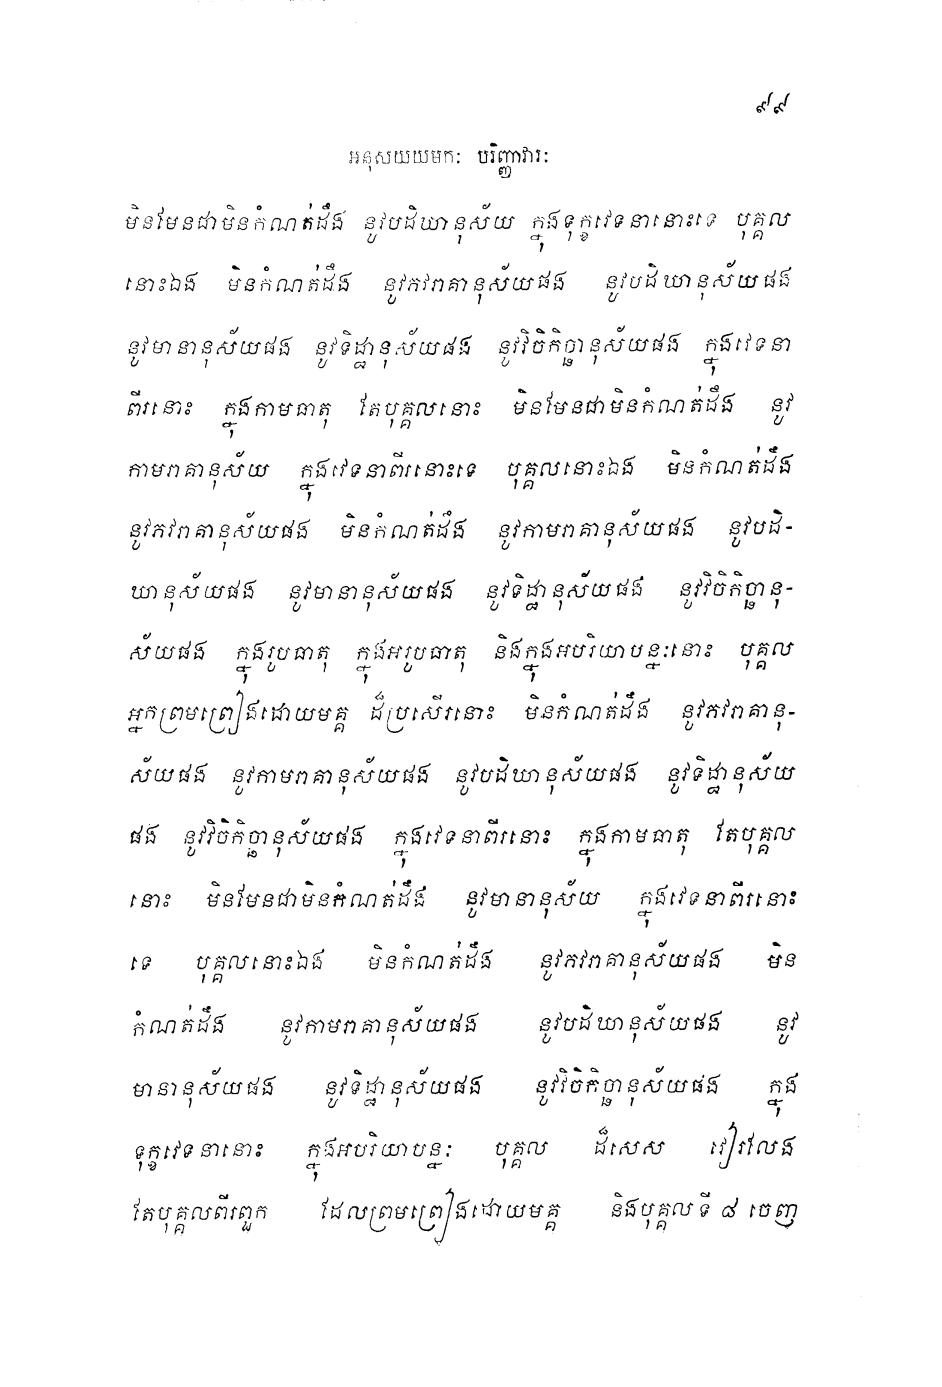 ៩៩
អនុសយយមកៈ បរិញ្ញាវារៈ
មិនមែនជាមិនកំណត់ដឹង នូវបដិឃានុស័យ ក្នុងទុក្ខវេទនានោះទេ បុគ្គល
នោះឯង មិនកំណត់ដឹង នូវភវរាគានុស័យផង នូវបដិឃានុស័យផង
នូវមានានុស័យផង នូវទិដ្ឋានុស័យផង នូវវិចិកិច្ឆានុស័យផង ក្នុងវេទនា
ពីរនោះ ក្នុងកាមធាតុ តែបុគ្គលនោះ មិនមែនជាមិនកំណត់ដឹង នូវ
កាមរាគានុស័យ ក្នុងវេទនាពីរនោះទេ បុគ្គលនោះឯង មិនកំណត់ដឹង
នូវភវរាគានុស័យផង មិនកំណត់ដឹង នូវកាមរាគានុស័យផង នូវបដិ-
ឃានុស័យផង នូវមានានុស័យផង នូវទិដ្ឋានុស័យផង នូវវិចិកិច្ឆានុ-
ស័យផង ក្នុងរូបធាតុ ក្នុងអរូបធាតុ និងក្នុងអបរិយាបន្នៈនោះ បុគ្គល
អ្នកព្រមព្រៀងដោយមគ្គ ដ៏ប្រសើរនោះ មិនកំណត់ដឹង នូវភវរាគានុ-
ស័យផង នូវកាមរាគានុស័យផង នូវបដិឃានុស័យផង នូវទិដ្ឋានុស័យ
ផង នូវវិចិកិច្ឆានុស័យផង ក្នុងវេទនាពីរនោះ ក្នុងកាមធាតុ តែបុគ្គល
នោះ មិនមែនជាមិនកំណត់ដឹង នូវមានានុស័យ ក្នុងវេទនាពីរនោះ
ទេ បុគ្គលនោះឯង មិនកំណត់ដឹង នូវភវរាគានុស័យផង មិន
កំណត់ដឹង នូវកាមរាគានុស័យផង នូវបដិឃានុស័យផង នូវ
មានានុស័យផង នូវទិដ្ឋានុស័យផង នូវវិចិកិច្ឆានុស័យផង ក្នុង
ទុក្ខវេទនានោះ ក្នុងអបរិយាបន្នៈ បុគ្គល ដ៏សេស វៀរលែង
តែបុគ្គលពីរពួក ដែលព្រមព្រៀងដោយមគ្គ និងបុគ្គលទី ៨ ចេញ